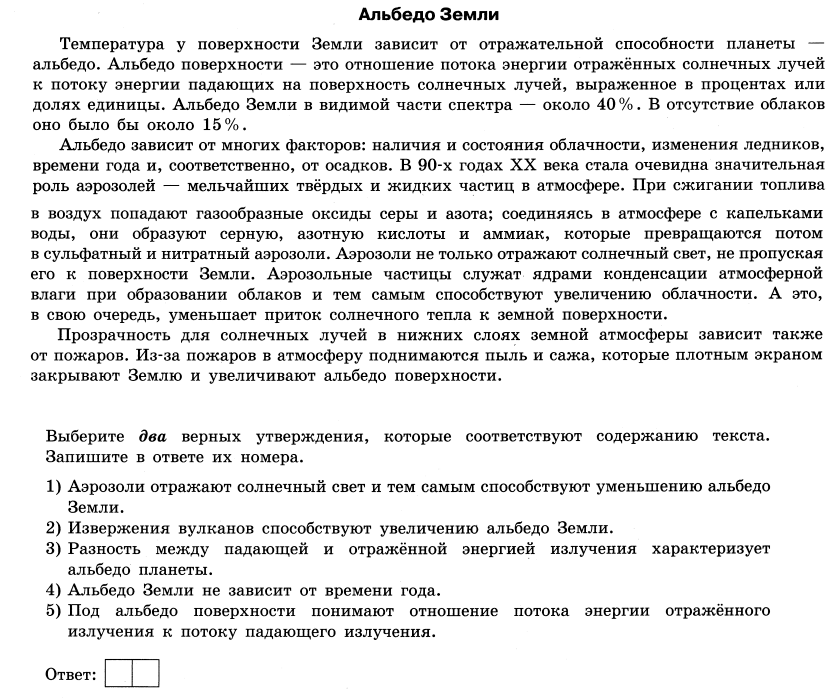 Альбедо Земли
Температура у поверхности Земли зависит от отражательной способности планеты —
альбедо. Альбедо поверхности — это отношение потока энергии отражённых солнечных лучей
к потоку энергии падающих на поверхность солнечных лучей, выраженное в процентах или
долях единицы. Альбедо Земли в видимой части спектра — около 40%. В отсутствие облаков
оно было бы около 15%.
Альбедо зависит от многих факторов: наличия и состояния облачности, изменения ледников,
времени года и, соответственно, от осадков. В 90-х годах XX века стала очевидна значительная
роль аэрозолей — мельчайших твёрдых и жидких частиц в атмосфере. При сжигании топлива
в воздух попадают газообразные оксиды серы и азота; соединяясь в атмосфере с капельками
воды, они образуют серную, азотную кислоты и аммиак, которые превращаются потом
в сульфатный и нитратный аэрозоли. Аэрозоли не только отражают солнечный свет, не пропуская
его к поверхности Земли. Аэрозольные частицы служат ядрами конденсации атмосферной
влаги при образовании облаков и тем самым способствуют увеличению облачности. А это,
в свою очередь, уменьшает приток солнечного тепла к земной поверхности.
Прозрачность для солнечных лучей в нижних слоях земной атмосферы зависит также
от пожаров. Из-за пожаров в атмосферу поднимаются пыль и сажа, которые плотным экраном
закрывают Землю и увеличивают альбедо поверхности.
Выберите два верных утверждения, которые соответствуют содержанию текста.
Запишите в ответе их номера.
1) Аэрозоли отражают солнечный свет и тем самым способствуют уменьшению альбедо
Земли.
2) Извержения вулканов способствуют увеличению альбедо Земли.
3) Разность между падающей и отражённой энергией излучения характеризует
альбедо планеты.
4) Альбедо Земли не зависит от времени года.
5) Под альбедо поверхности понимают отношение потока энергии отражённого
излучения к потоку падающего излучения.
Ответ: